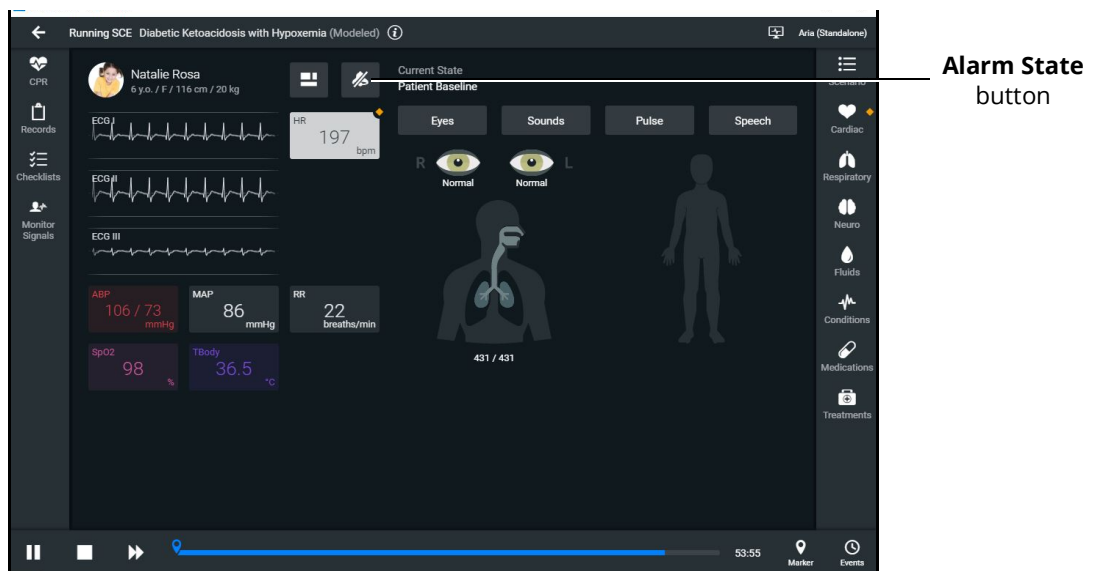 Running SCE Diabetic Ketoacidosis with Hypoxemia (Modeled)
Aria (Standalone)
CPR
Records
Checklists
Monitor
Signals
Natalie Rosa
6 y.o. / F / 116 cm / 20 kg
Current State
Patient Baseline
ECG I
HR
197
bpm
ECG II
ECG III
ABP
106 / 73
mmHg
MAP
86
mmHg
RR
22
breaths/min
SpO2
98
%
TBody
36.5
°C
Eyes
Sounds
Pulse
Speech
R
L
Normal
Normal
431 / 431
Scenario
Cardiac
Respiratory
Neuro
Fluids
Conditions
Medications
Treatments
53:55
Marker
Events
Alarm State
button